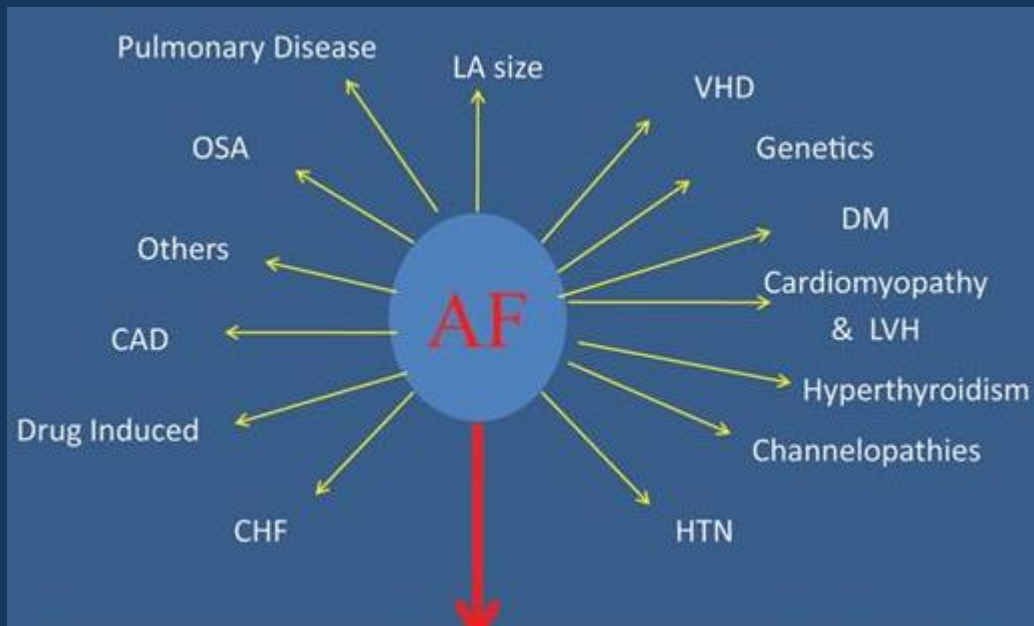 Pulmonary Disease
LA size
VHD
OSA
Genetics
Others
DM
AF
Cardiomyopathy
& LVH
CAD
Hyperthyroidism
Drug Induced
Channelopathies
CHF
HTN